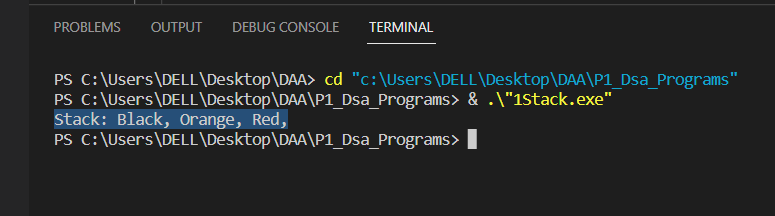 PROBLEMS OUTPUT DEBUG CONSOLE TERMINAL
PS C:\Users\DELL\Desktop\DAA> cd "c:\Users\DELL\Desktop\DAA\P1_Dsa_Programs"
PS C:\Users\DELL\Desktop\DAA\P1_Dsa_Programs> & .\"1Stack.exe"
Stack: Black, Orange, Red,
PS C:\Users\DELL\Desktop\DAA\P1_Dsa_Programs>